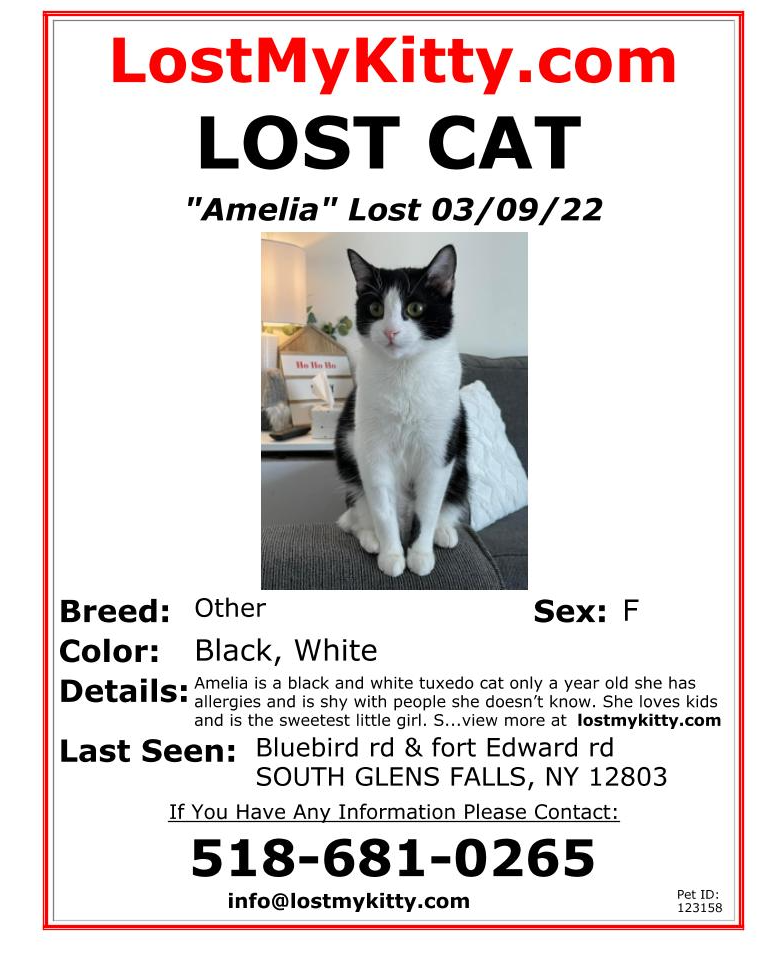 LostMyKitty.com
LOST CAT
"Amelia" Lost 03/09/22
Ho Ho Ho
Breed: Other Sex: F
Color: Black, White
Details: Amelia is a black and white tuxedo cat only a year old she has
allergies and is shy with people she doesn’t know. She loves kids
and is the sweetest little girl. S...view more at lostmykitty.com
Last Seen: Bluebird rd & fort Edward rd
SOUTH GLENS FALLS, NY 12803
If You Have Any Information Please Contact:
518-681-0265
info@lostmykitty.com
Pet ID:
123158